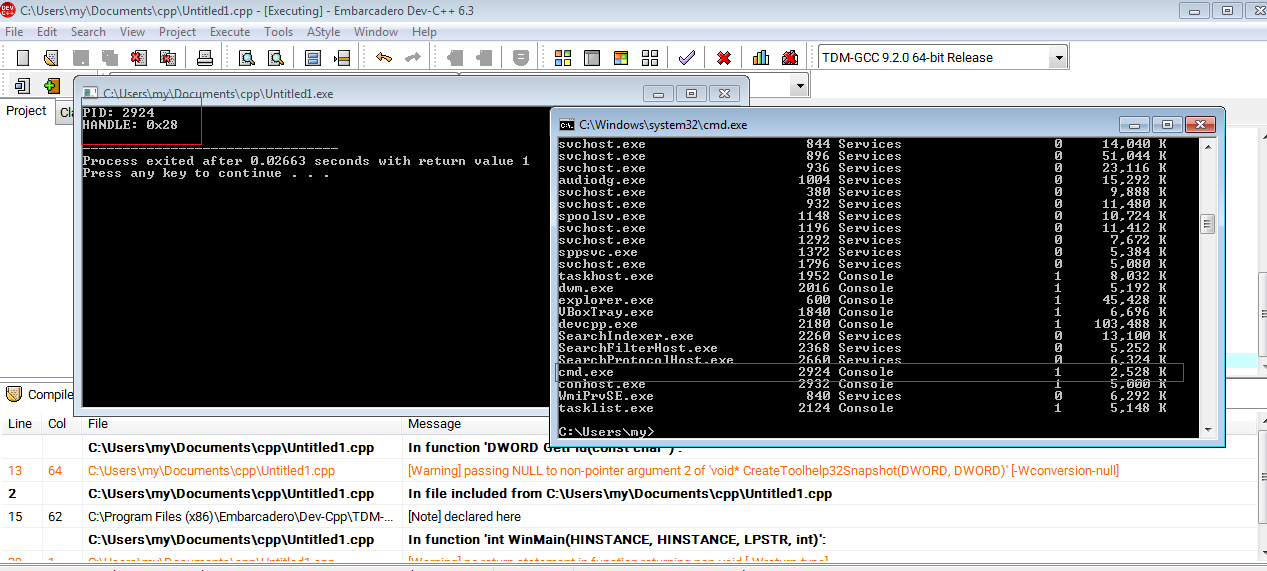 C:\Users\my\Documents\cpp\Untitled1.cpp - [Executing] - Embarcadero Dev-C++ 6.3
File Edit Search View Project Execute Tools AStyle Window Help
TDM-GCC 9.2.0 64-bit Release
Project
C:\Users\my\Documents\cpp\Untitled1.exe
PID: 2924
HANDLE: 0x28
--------------------------------
Process exited after 0.02663 seconds with return value 1
Press any key to continue . . .
C:\Windows\system32\cmd.exe
svchost.exe 844 Services 0 14,040 K
svchost.exe 896 Services 0 51,044 K
svchost.exe 936 Services 0 23,116 K
audiodg.exe 1004 Services 0 15,292 K
svchost.exe 380 Services 0 9,888 K
svchost.exe 932 Services 0 11,480 K
spoolsv.exe 1148 Services 0 10,724 K
svchost.exe 1196 Services 0 11,412 K
svchost.exe 1292 Services 0 7,672 K
sppsvc.exe 1372 Services 0 5,384 K
svchost.exe 1796 Services 0 5,080 K
taskhost.exe 1952 Console 1 8,032 K
dwm.exe 2016 Console 1 5,192 K
explorer.exe 600 Console 1 45,428 K
VBoxTray.exe 1840 Console 1 6,696 K
devcpp.exe 2180 Console 1 103,488 K
SearchIndexer.exe 2260 Services 0 13,100 K
SearchFilterHost.exe 2368 Services 0 5,252 K
SearchProtocolHost.exe 2660 Services 0 6,324 K
cmd.exe 2924 Console 1 2,528 K
conhost.exe 2932 Console 1 5,000 K
WmiPrvSE.exe 840 Services 0 6,292 K
tasklist.exe 2124 Console 1 5,148 K
C:\Users\my>
Compile
Line Col File Message
C:\Users\my\Documents\cpp\Untitled1.cpp In function 'DWORD GetPid(const char*)':
13 64 C:\Users\my\Documents\cpp\Untitled1.cpp [Warning] passing NULL to non-pointer argument 2 of 'void* CreateToolhelp32Snapshot(DWORD, DWORD)' [-Wconversion-null]
2 In file included from C:\Users\my\Documents\cpp\Untitled1.cpp
15 62 C:\Program Files (x86)\Embarcadero\Dev-Cpp\TDM-... [Note] declared here
C:\Users\my\Documents\cpp\Untitled1.cpp In function 'int WinMain(HINSTANCE, HINSTANCE, LPSTR, int)':
C:\Users\my\Documents\cpp\Untitled1.cpp [Warning] no return statement in function returning non-void [-Wreturn-type]